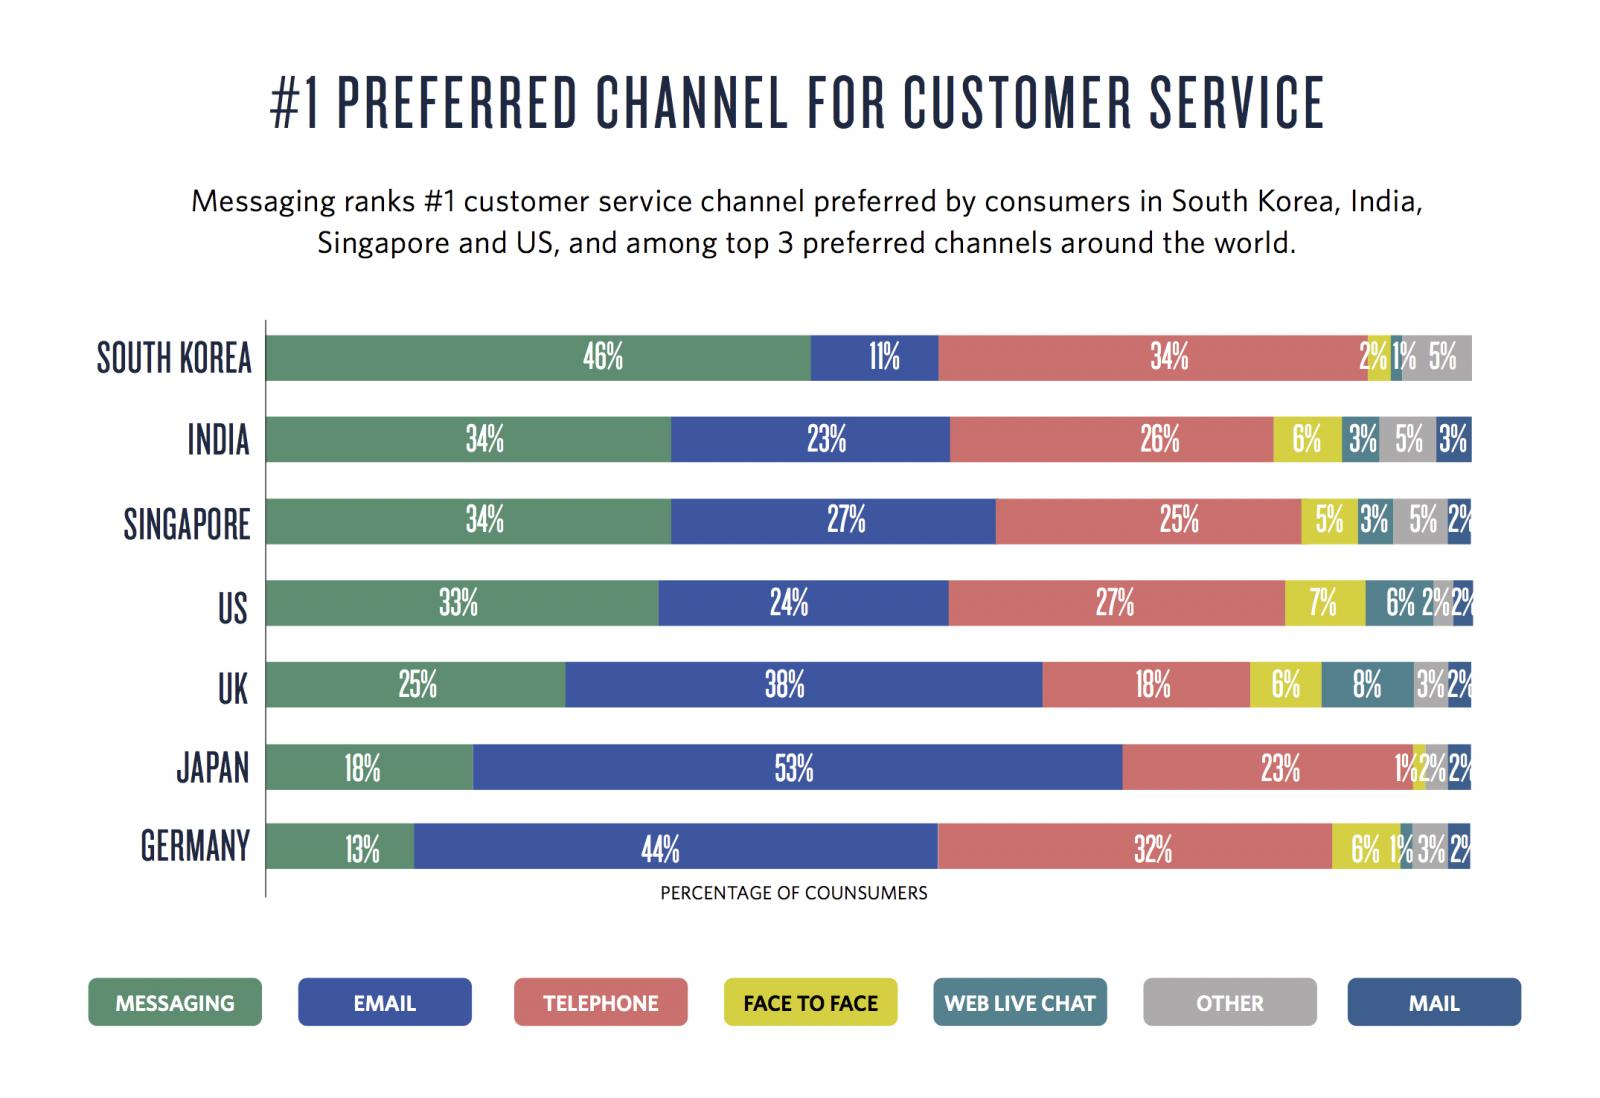 #1 PREFERRED CHANNEL FOR CUSTOMER SERVICE
Messaging ranks #1 customer service channel preferred by consumers in South Korea, India,
Singapore and US, and among top 3 preferred channels around the world.
SOUTH KOREA 46% 11% 34% 2% 1% 5%
INDIA 34% 23% 26% 6% 3% 5% 3%
SINGAPORE 34% 27% 25% 5% 3% 5% 2%
US 33% 24% 27% 7% 6% 2% 2%
UK 25% 38% 18% 6% 8% 3% 2%
JAPAN 18% 53% 23% 1% 2% 2%
GERMANY 13% 44% 32% 6% 1% 3% 2%
PERCENTAGE OF COUNSUMERS
MESSAGING EMAIL TELEPHONE FACE TO FACE WEB LIVE CHAT OTHER MAIL